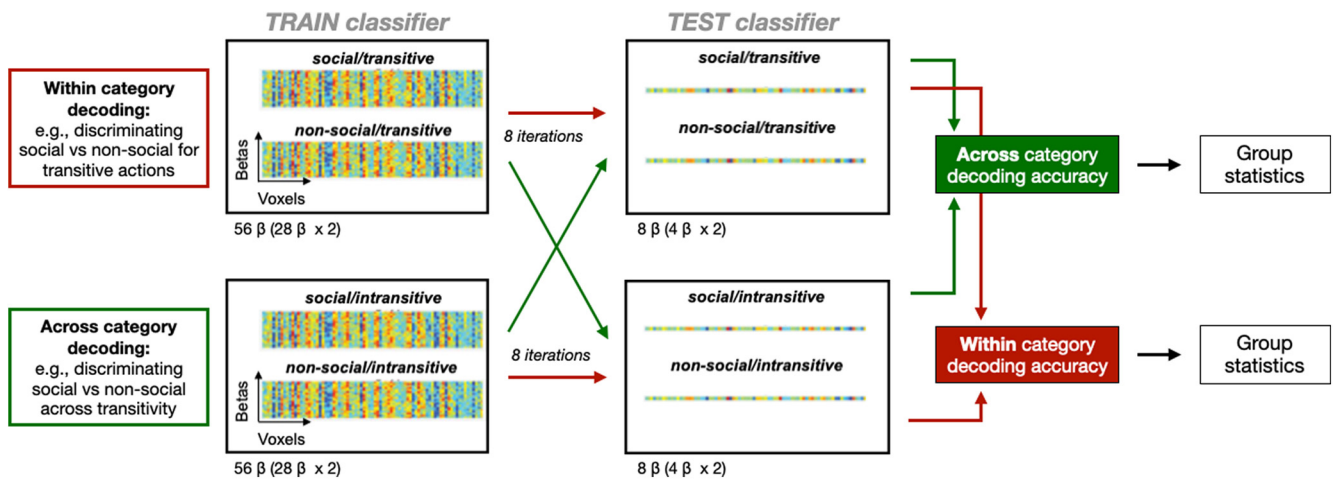 TRAIN classifier
TEST classifier
Within category
decoding:
e.g., discriminating
social vs non-social for
transitive actions
social/transitive
non-social/transitive
Betas
Voxels
56 β (28 β x 2)
8 iterations
social/transitive
non-social/transitive
8 β (4 β x 2)
Across category
decoding accuracy
Group
statistics
Across category
decoding:
e.g., discriminating
social vs non-social
across transitivity
social/intransitive
non-social/intransitive
Betas
Voxels
56 β (28 β x 2)
8 iterations
social/intransitive
non-social/intransitive
8 β (4 β x 2)
Within category
decoding accuracy
Group
statistics